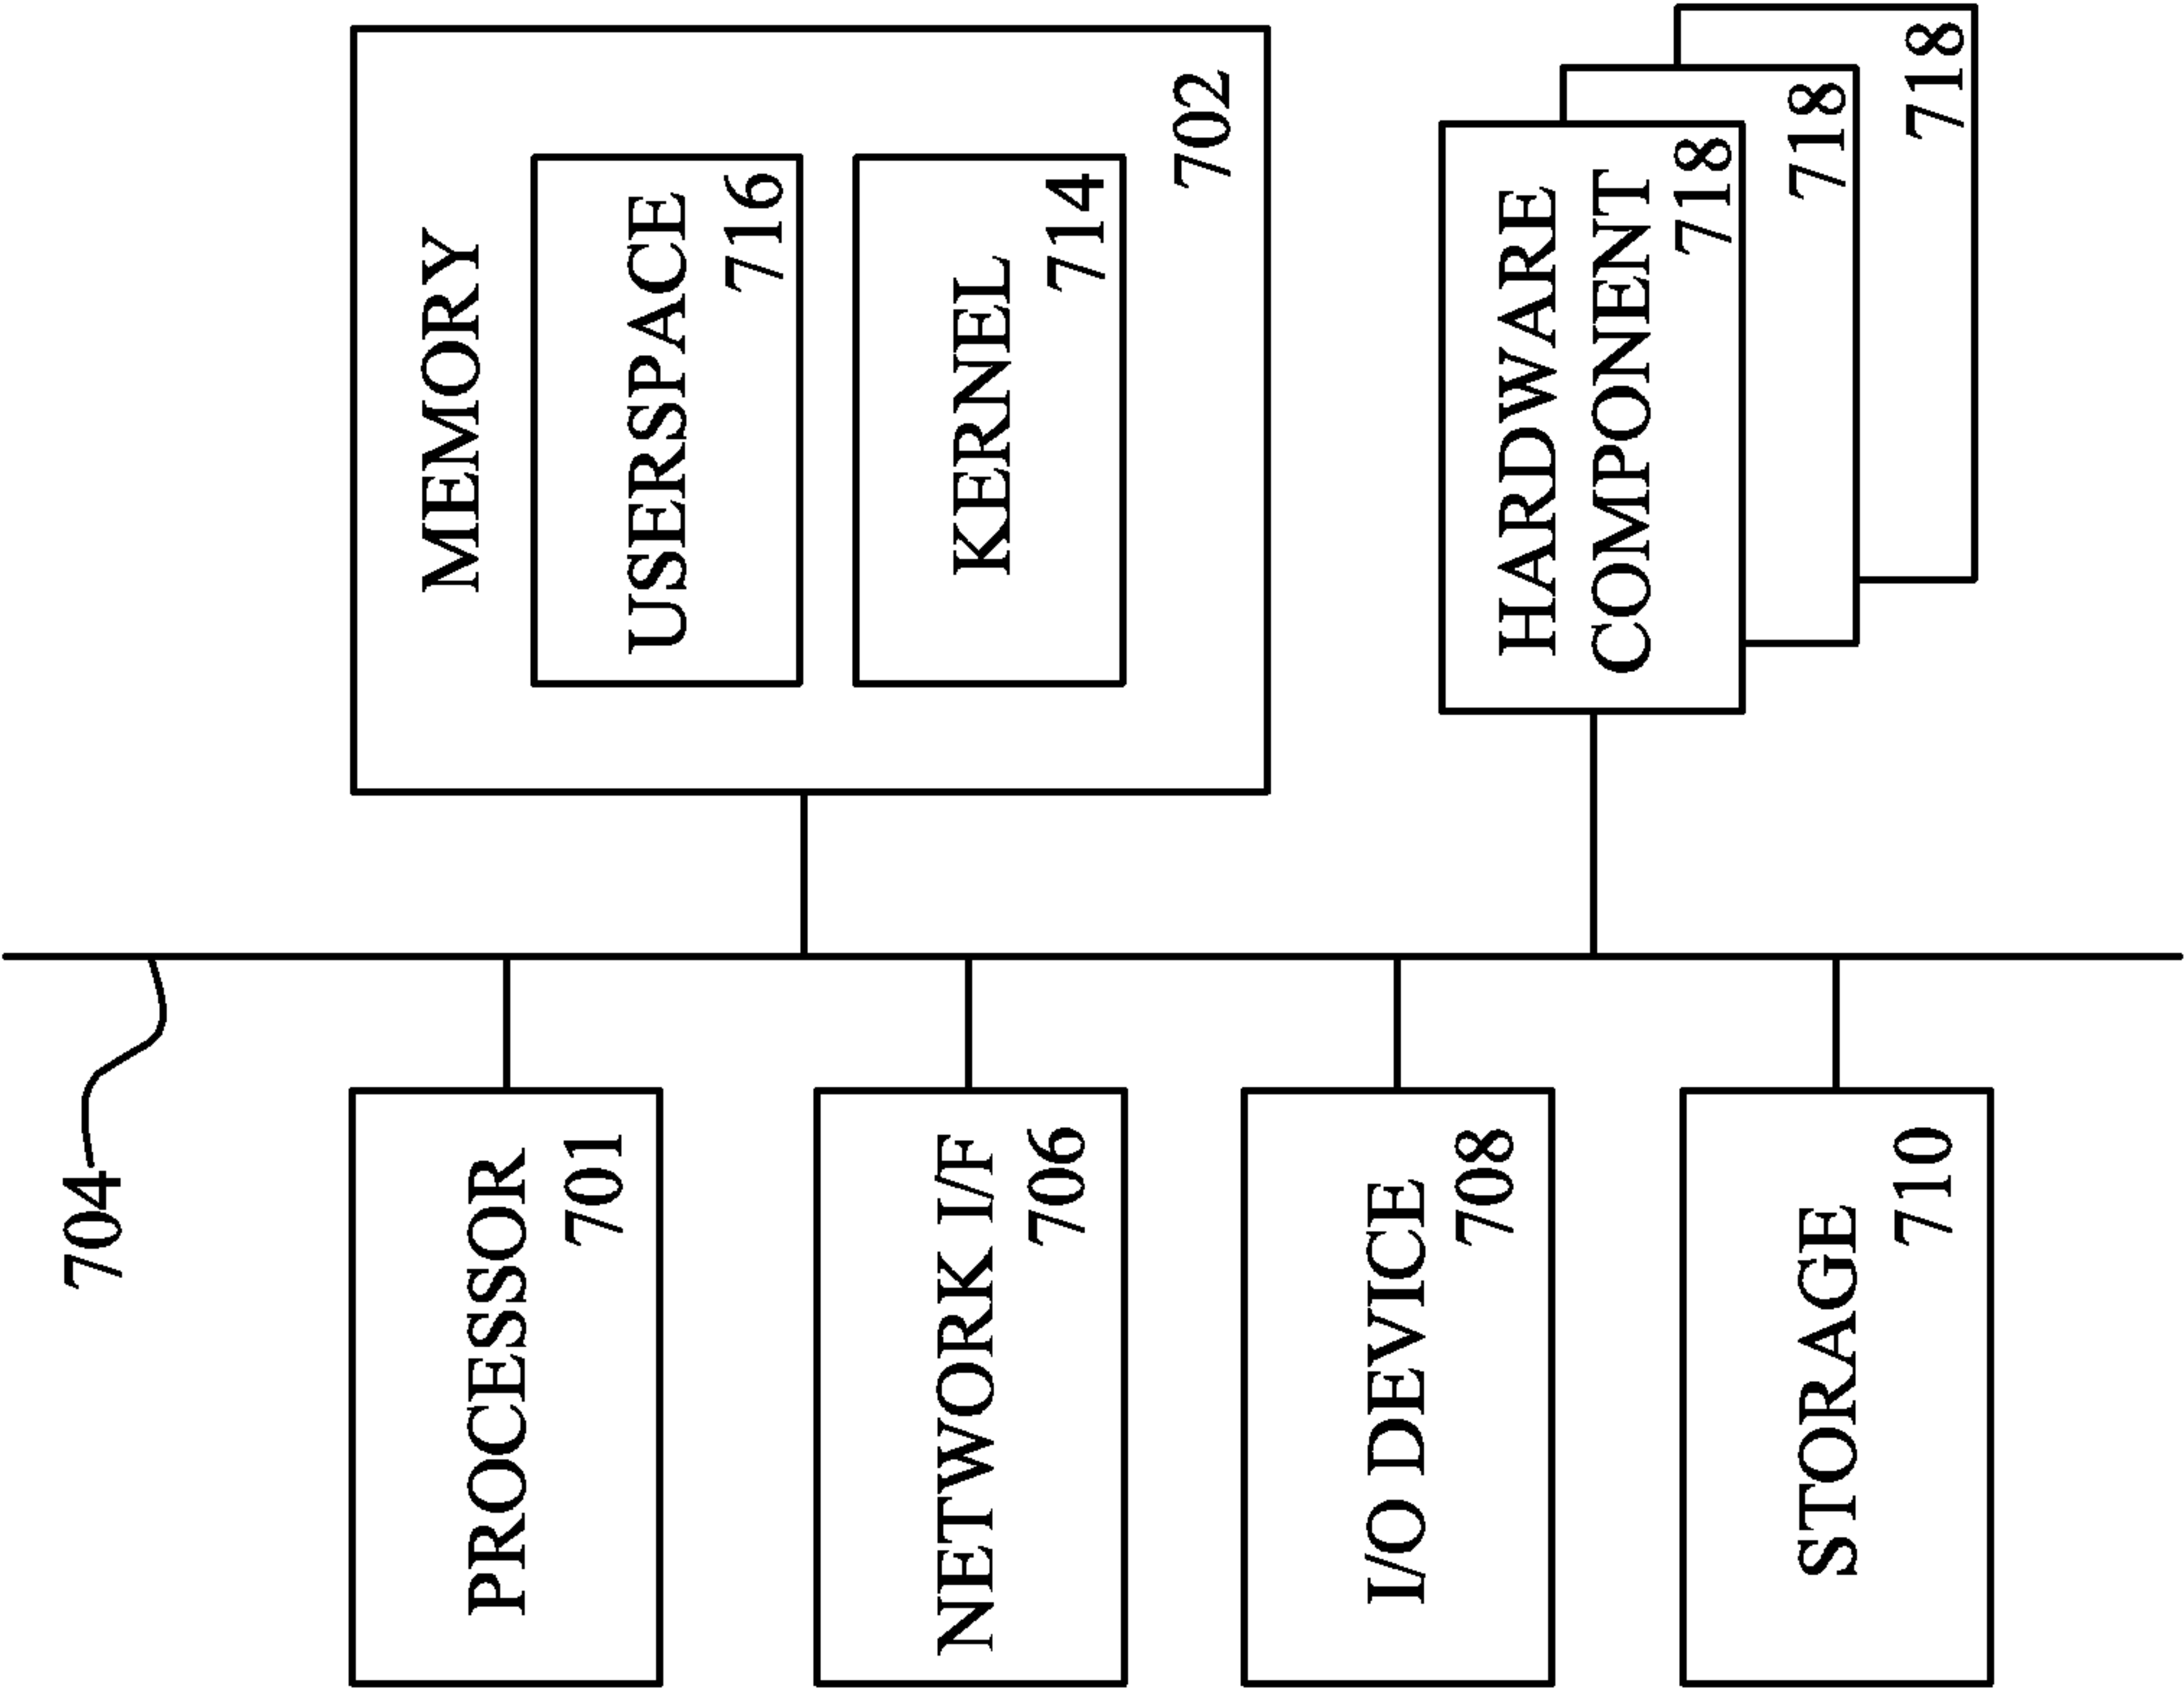 704
PROCESSOR
701
NETWORK I/F
706
I/O DEVICE
708
STORAGE
710
MEMORY
USERSPACE
716
KERNEL
714
702
HARDWARE
COMPONENT
718
718
718